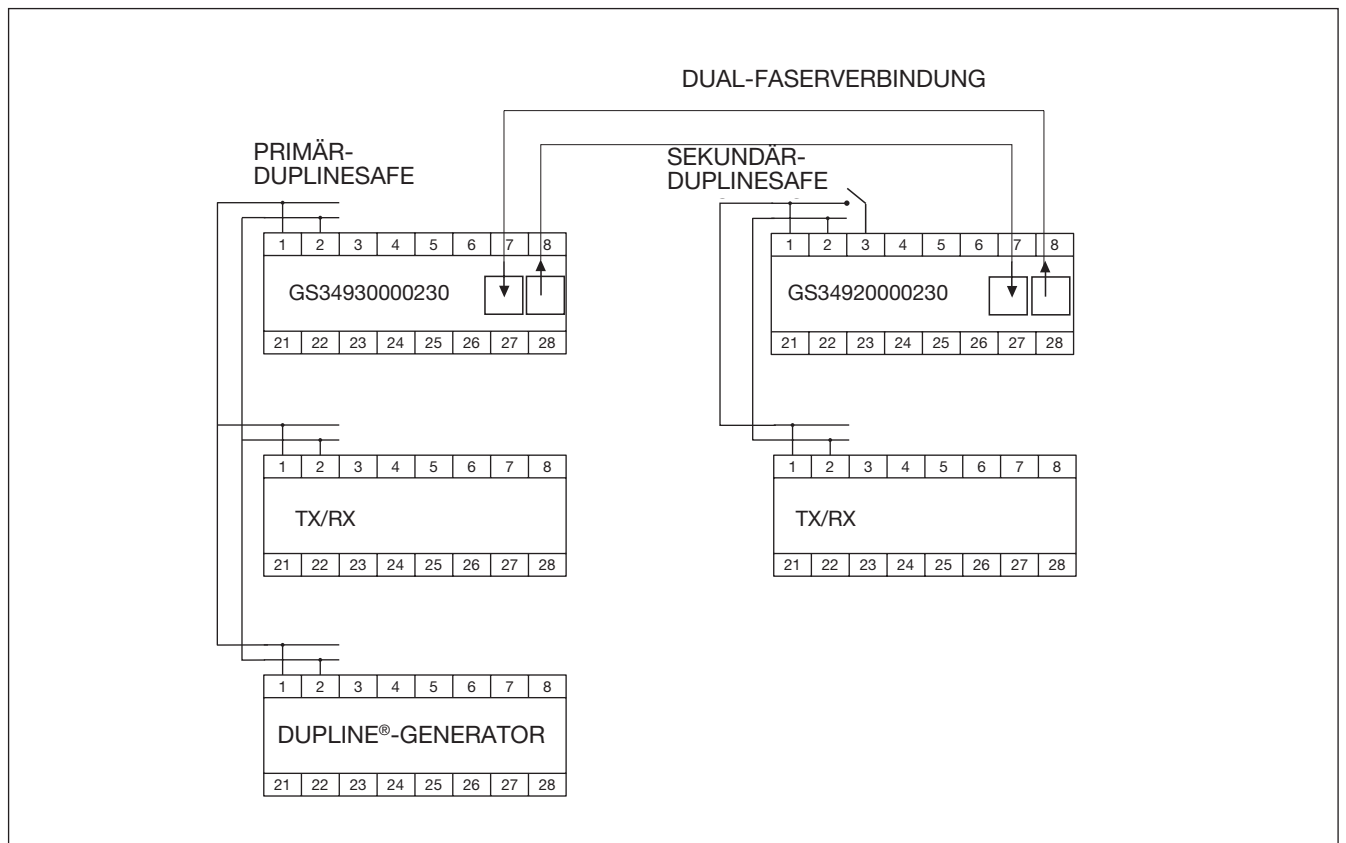 DUAL-FASERVERBINDUNG
PRIMÄR-
DUPLINESAFE
1 2 3 4 5 6 7 8
GS34930000230
21 22 23 24 25 26 27 28
SEKUNDÄR-
DUPLINESAFE
1 2 3 4 5 6 7 8
GS34920000230
21 22 23 24 25 26 27 28
1 2 3 4 5 6 7 8
TX/RX
21 22 23 24 25 26 27 28
1 2 3 4 5 6 7 8
TX/RX
21 22 23 24 25 26 27 28
1 2 3 4 5 6 7 8
DUPLINE®-GENERATOR
21 22 23 24 25 26 27 28